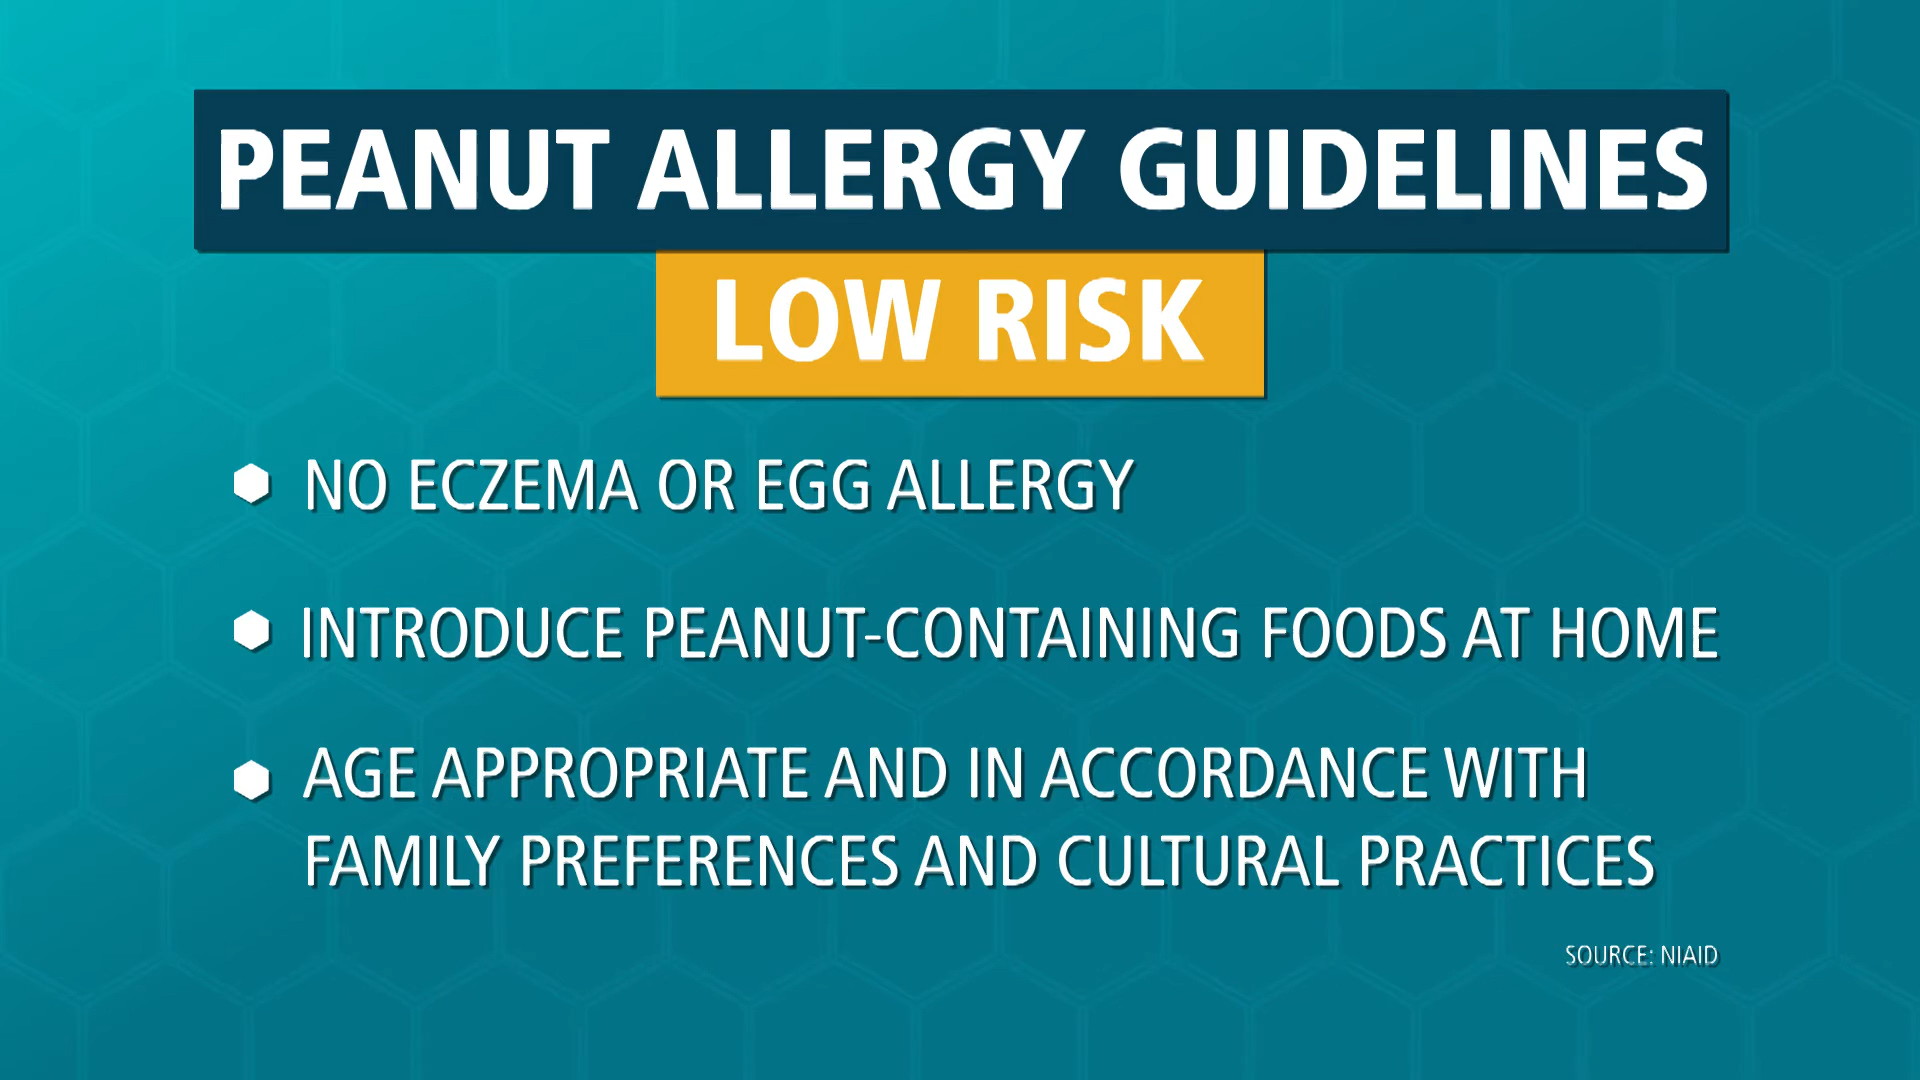 PEANUT ALLERGY GUIDELINES
LOW RISK
NO ECZEMA OR EGG ALLERGY
INTRODUCE PEANUT-CONTAINING FOODS AT HOME
AGE APPROPRIATE AND IN ACCORDANCE WITH
FAMILY PREFERENCES AND CULTURAL PRACTICES
SOURCE: NIAID